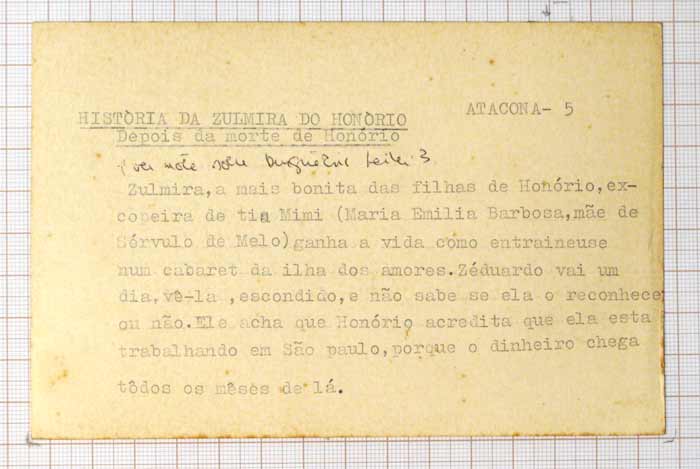 ATACONA- 5
HISTÒRIA DA ZULMIRA DO HONÒRIO
Depois da morte de Honório
ver nóte sobre
Zulmira,a mais bonita das filhas de Honório,ex-
copeira de tia Mimi (Maria Emilia Barbosa,mãe de
Sérvulo de Melo)ganha a vida como entraineuse
num cabaret da ilha dos amores.Zéduardo vai um
dia,vê-la ,escondido,e não sabe se ela o reconhece
ou não.Ele acha que Honório acredita que ela esta
trabalhando em São paulo,porque o dinheiro chega
tôdos os mêses de lá.